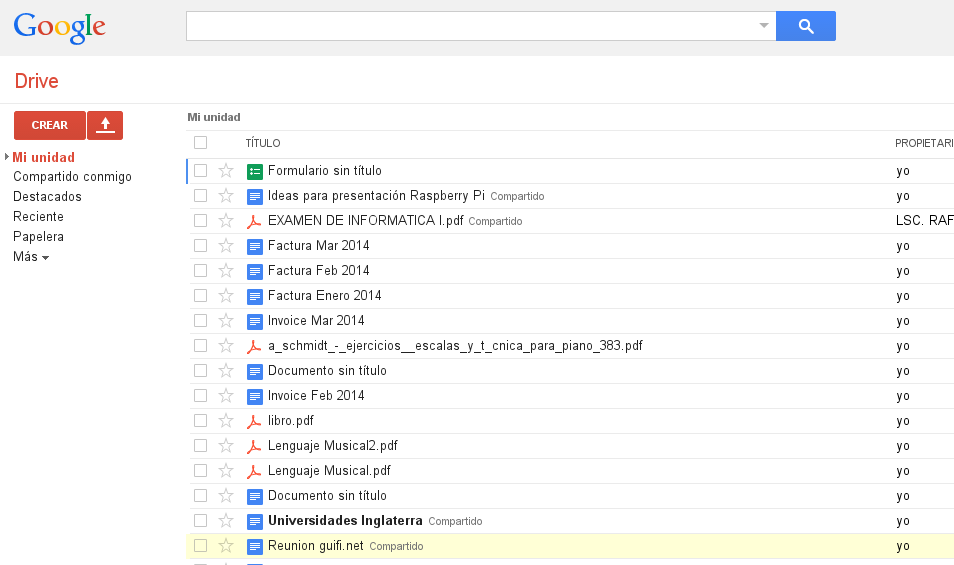 Google
Drive
CREAR
Mi unidad
Compartido conmigo
Destacados
Reciente
Papelera
Más
Mi unidad
TÍTULO PROPIETARI
Formulario sin título yo
Ideas para presentación Raspberry Pi Compartido yo
EXAMEN DE INFORMATICA I.pdf Compartido LSC. RAF
Factura Mar 2014 yo
Factura Feb 2014 yo
Factura Enero 2014 yo
Invoice Mar 2014 yo
a_schmidt_-_ejercicios__escalas_y_t_cnica_para_piano_383.pdf yo
Documento sin título yo
Invoice Feb 2014 yo
libro.pdf yo
Lenguaje Musical2.pdf yo
Lenguaje Musical.pdf yo
Documento sin título yo
Universidades Inglaterra Compartido yo
Reunion guifi.net Compartido yo